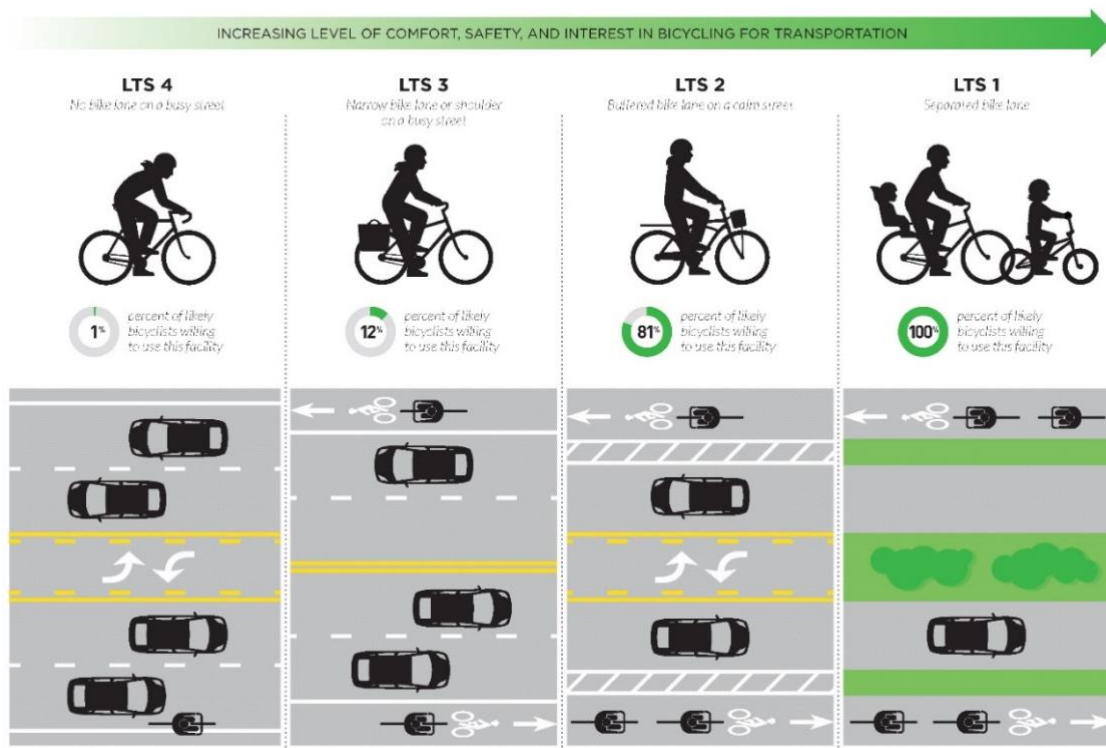 INCREASING LEVEL OF COMFORT, SAFETY, AND INTEREST IN BICYCLING FOR TRANSPORTATION
LTS 4
No bike lane on a busy street
1%
percent of likely
bicyclists willing
to use this facility
LTS 3
Narrow bike lane or shoulder
on a busy street
12%
percent of likely
bicyclists willing
to use this facility
LTS 2
Buffered bike lane on a calm street
81%
percent of likely
bicyclists willing
to use this facility
LTS 1
Separated bike lane
100%
percent of likely
bicyclists willing
to use this facility